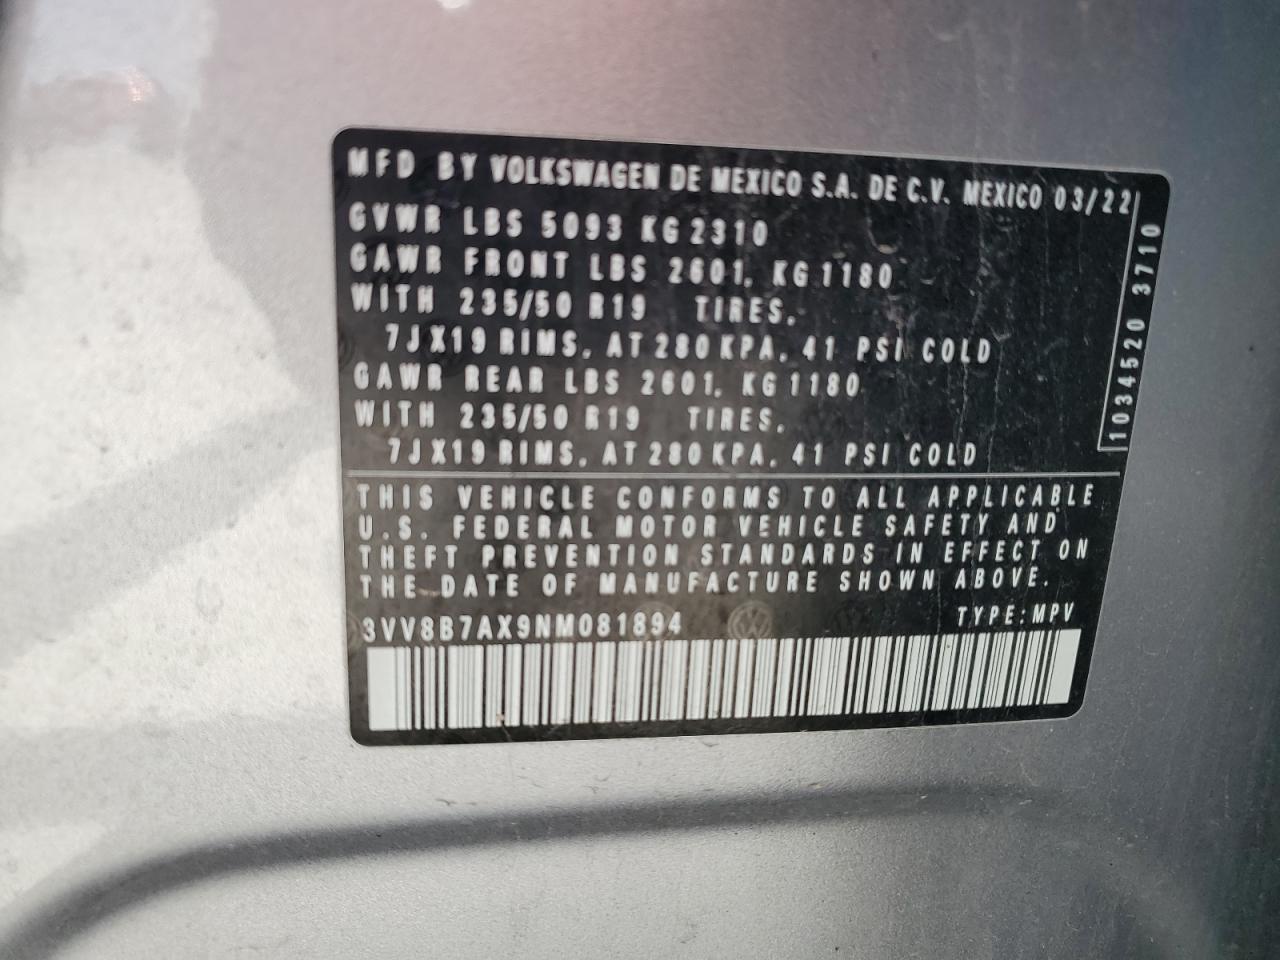 MFD BY VOLKSWAGEN DE MEXICO S.A. DE C.V. MEXICO 03/22
GVWR LBS 5093 KG 2310
GAWR FRONT LBS 2601, KG 1180
WITH 235/50 R19 TIRES,
7JX19 RIMS, AT 280 KPA, 41 PSI COLD
GAWR REAR LBS 2601, KG 1180
WITH 235/50 R19 TIRES,
7JX19 RIMS, AT 280 KPA, 41 PSI COLD
1034520 3710
THIS VEHICLE CONFORMS TO ALL APPLICABLE
U.S. FEDERAL MOTOR VEHICLE SAFETY AND
THEFT PREVENTION STANDARDS IN EFFECT ON
THE DATE OF MANUFACTURE SHOWN ABOVE.
3VV8B7AX9NM081894 TYPE:MPV